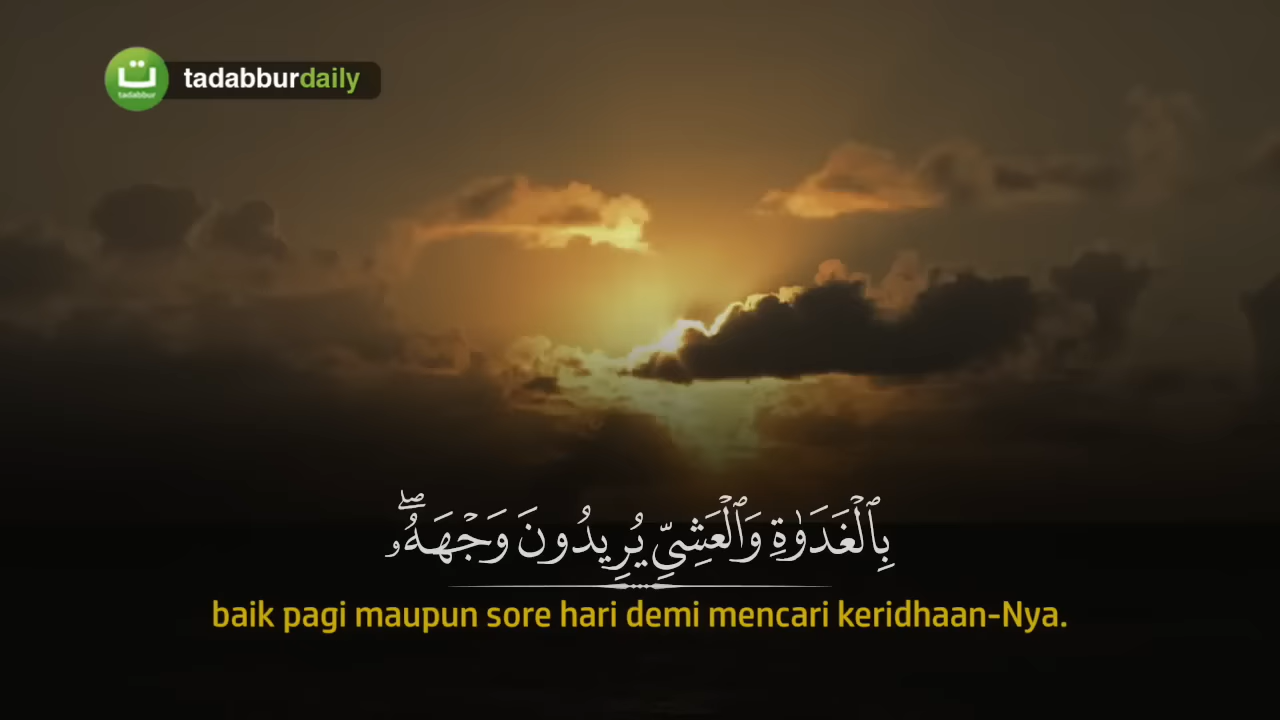 ت
tadabbur
tadabburdaily
بِٱلْغَدَوٰةِ وَٱلْعَشِيِّ يُرِيدُونَ وَجْهَهُۥ ۖ
baik pagi maupun sore hari demi mencari keridhaan-Nya.